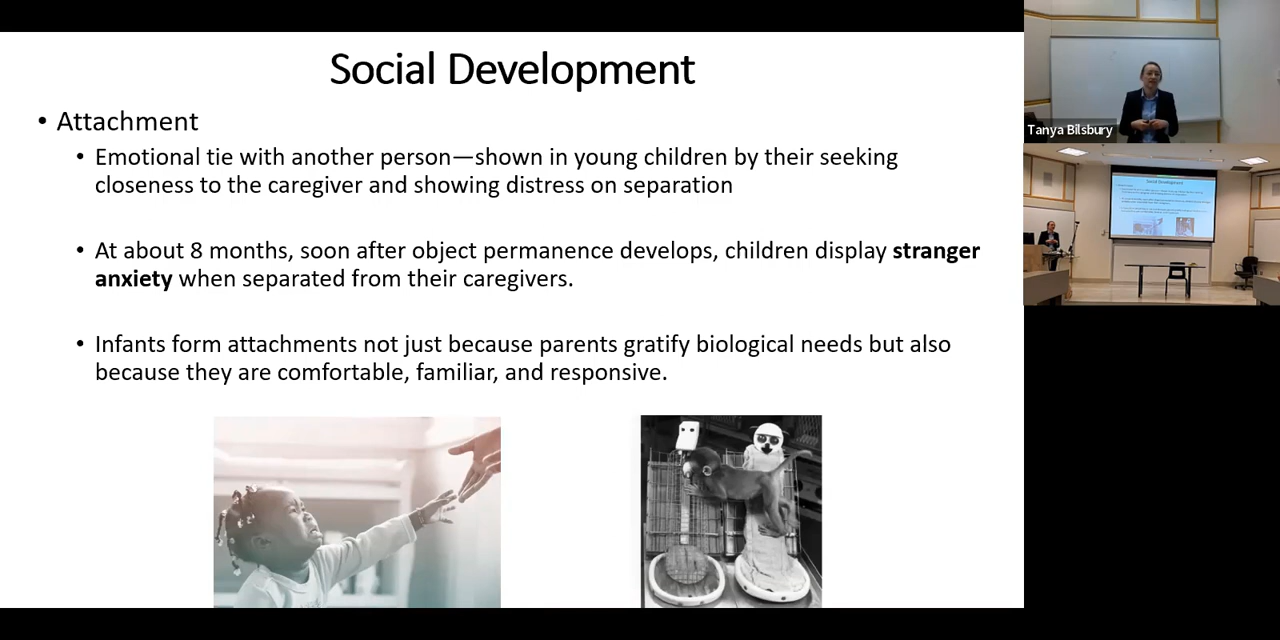 Social Development
• Attachment
• Emotional tie with another person—shown in young children by their seeking
closeness to the caregiver and showing distress on separation
• At about 8 months, soon after object permanence develops, children display stranger
anxiety when separated from their caregivers.
• Infants form attachments not just because parents gratify biological needs but also
because they are comfortable, familiar, and responsive.
Tanya Bilsbury
Social Development